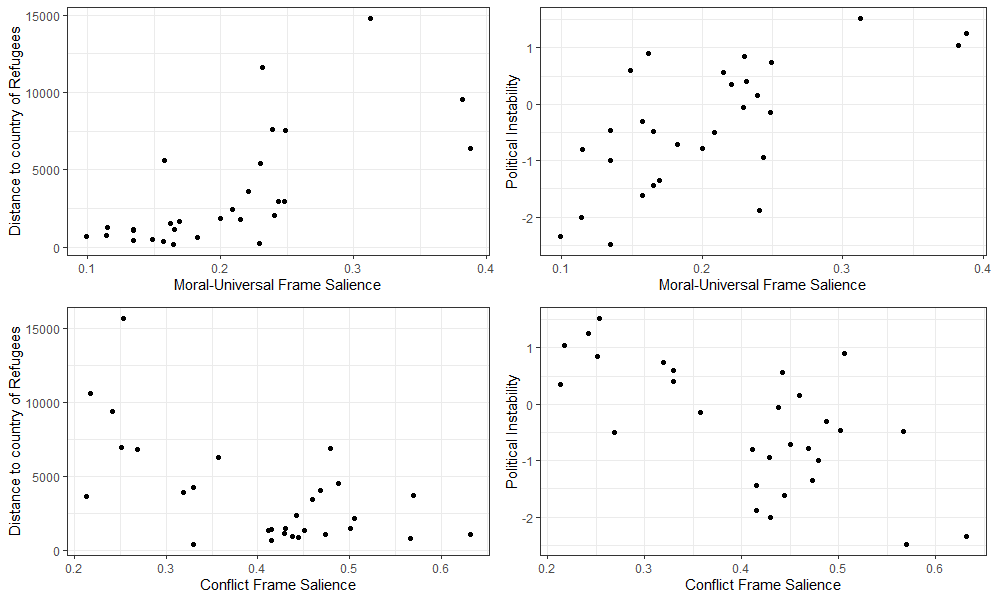 Distance to country of Refugees
15000
10000
5000
0
0.1 0.2 0.3 0.4
Moral-Universal Frame Salience
Political Instability
1
0
-1
-2
0.1 0.2 0.3 0.4
Moral-Universal Frame Salience
Distance to country of Refugees
15000
10000
5000
0
0.2 0.3 0.4 0.5 0.6
Conflict Frame Salience
Political Instability
1
0
-1
-2
0.2 0.3 0.4 0.5 0.6
Conflict Frame Salience